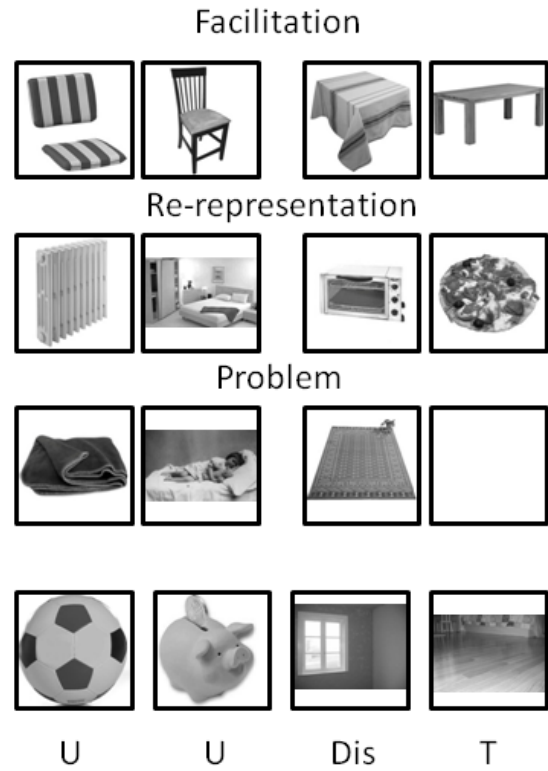 Facilitation
Re-representation
Problem
U U Dis T